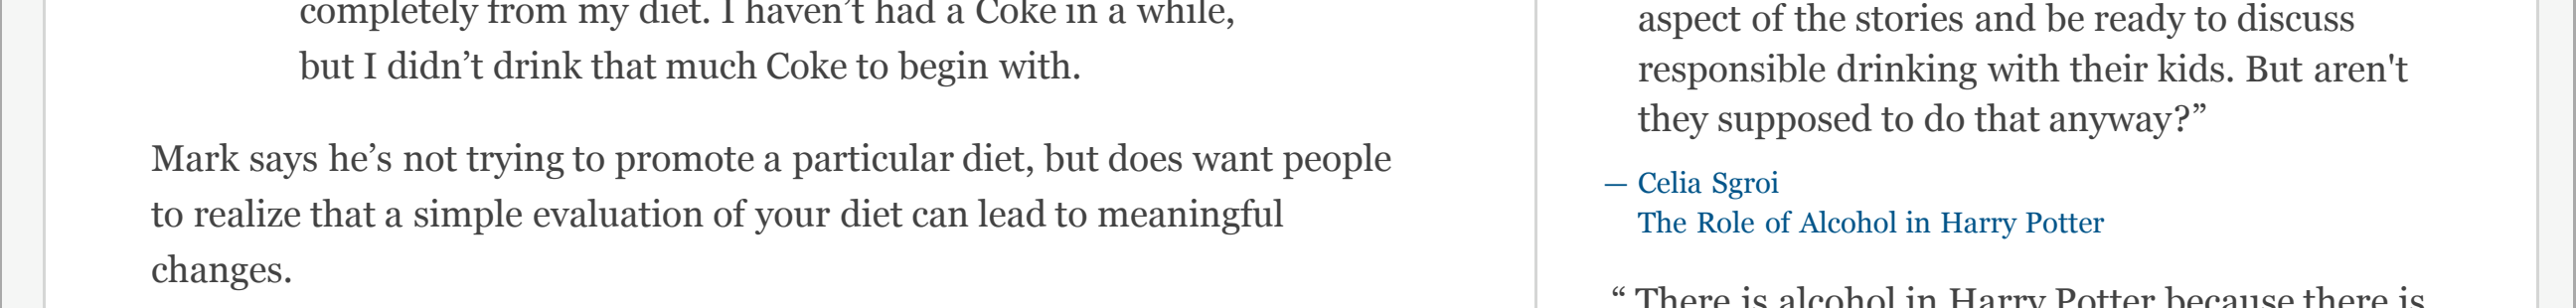 completely from my diet. I haven’t had a Coke in a while,
but I didn’t drink that much Coke to begin with.
Mark says he’s not trying to promote a particular diet, but does want people
to realize that a simple evaluation of your diet can lead to meaningful
changes.
aspect of the stories and be ready to discuss
responsible drinking with their kids. But aren't
they supposed to do that anyway?”
— Celia Sgroi
The Role of Alcohol in Harry Potter
“ There is alcohol in Harry Potter because there is